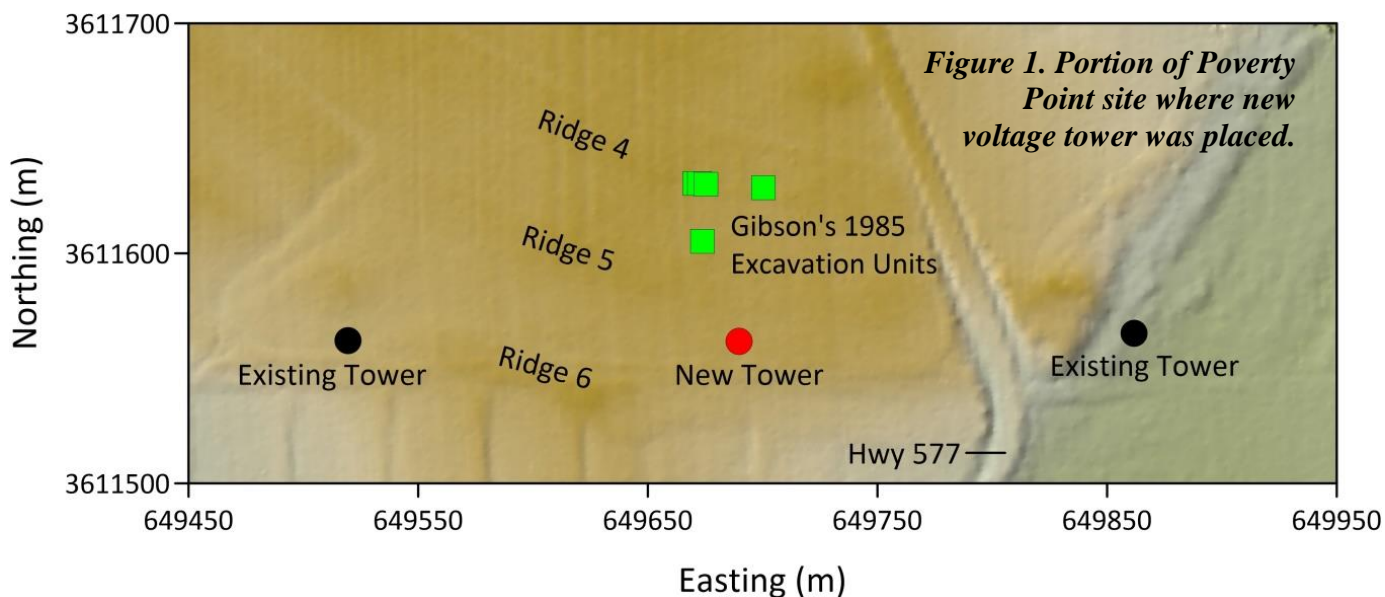 3611700
Figure 1. Portion of Poverty
Point site where new
voltage tower was placed.
Ridge 4
Gibson's 1985
Excavation Units
Ridge 5
3611600
Northing (m)
Existing Tower
Ridge 6
New Tower
Existing Tower
Hwy 577
3611500
649450
649550
649650
649750
649850
649950
Easting (m)